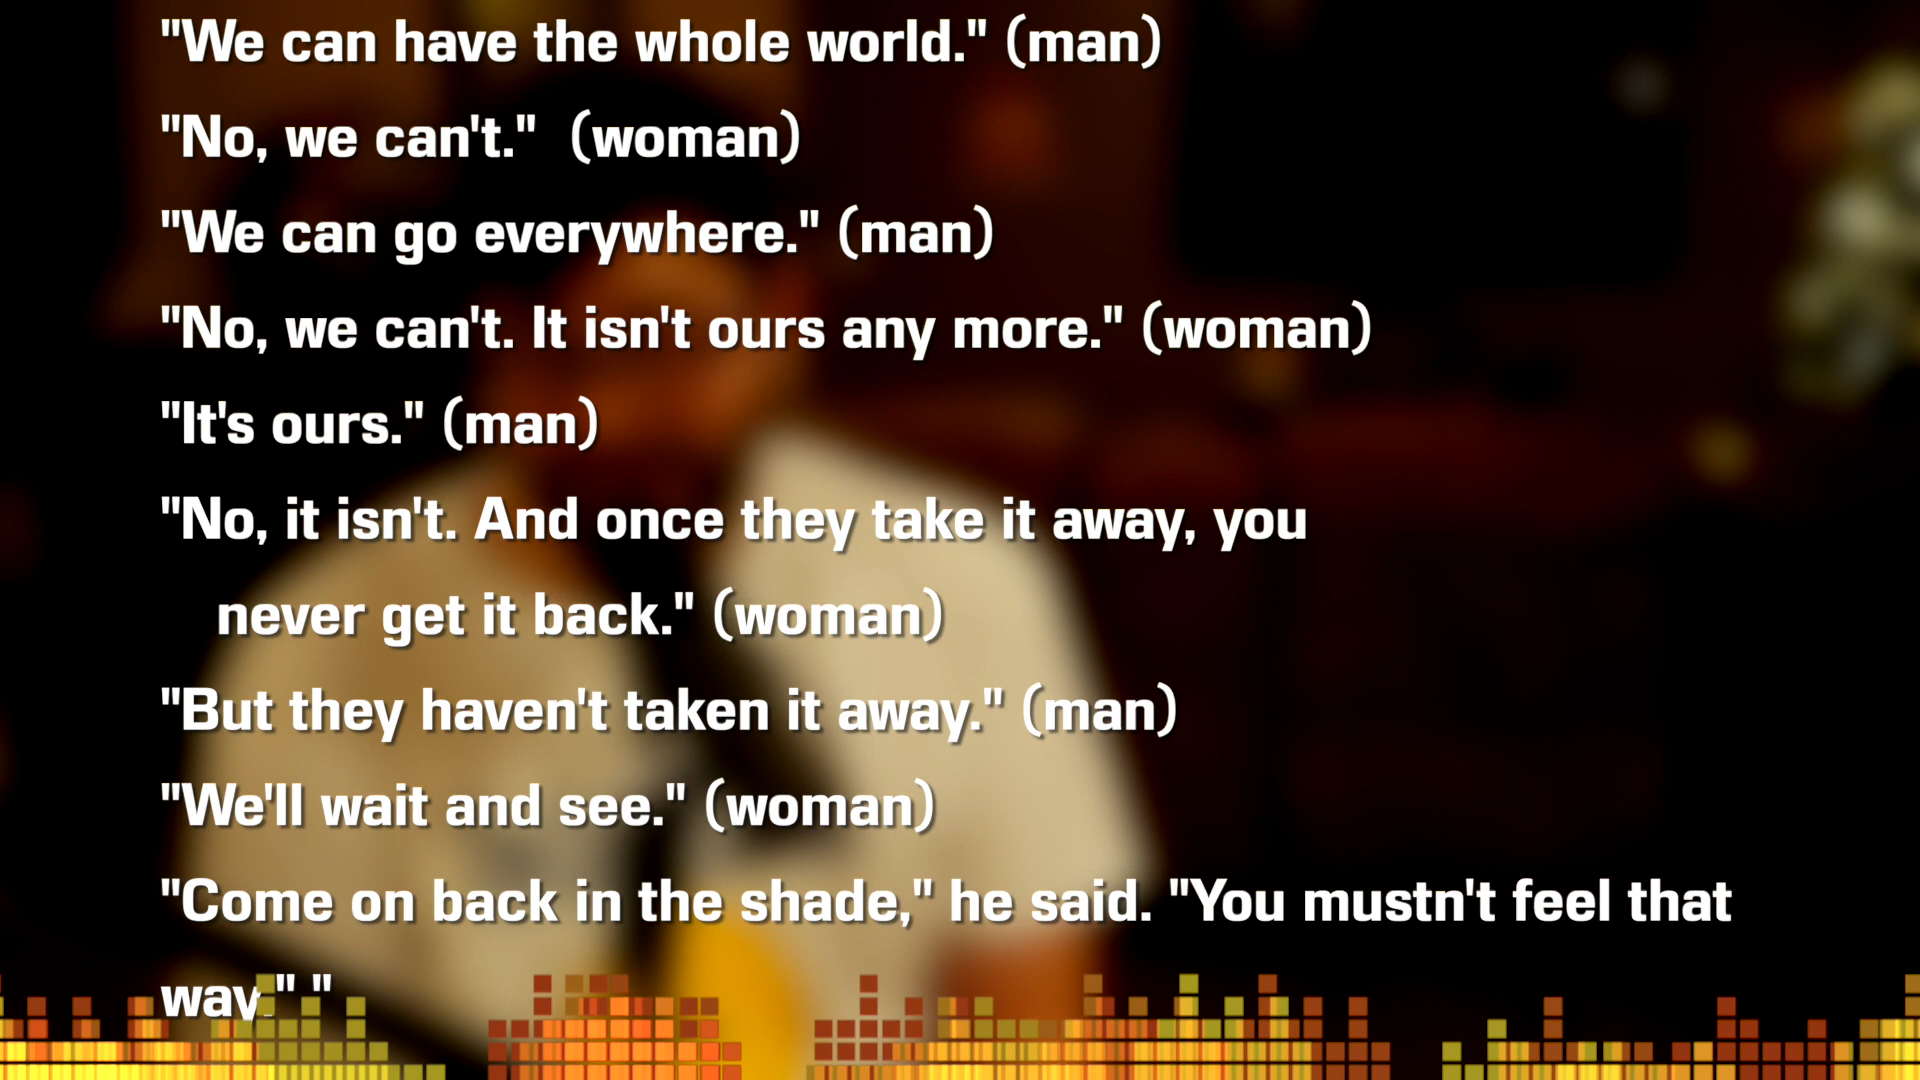 "We can have the whole world." (man)
"No, we can't."  (woman)
"We can go everywhere." (man)
"No, we can't. It isn't ours any more." (woman)
"It's ours." (man)
"No, it isn't. And once they take it away, you
never get it back." (woman)
"But they haven't taken it away." (man)
"We'll wait and see." (woman)
"Come on back in the shade," he said. "You mustn't feel that
way." "